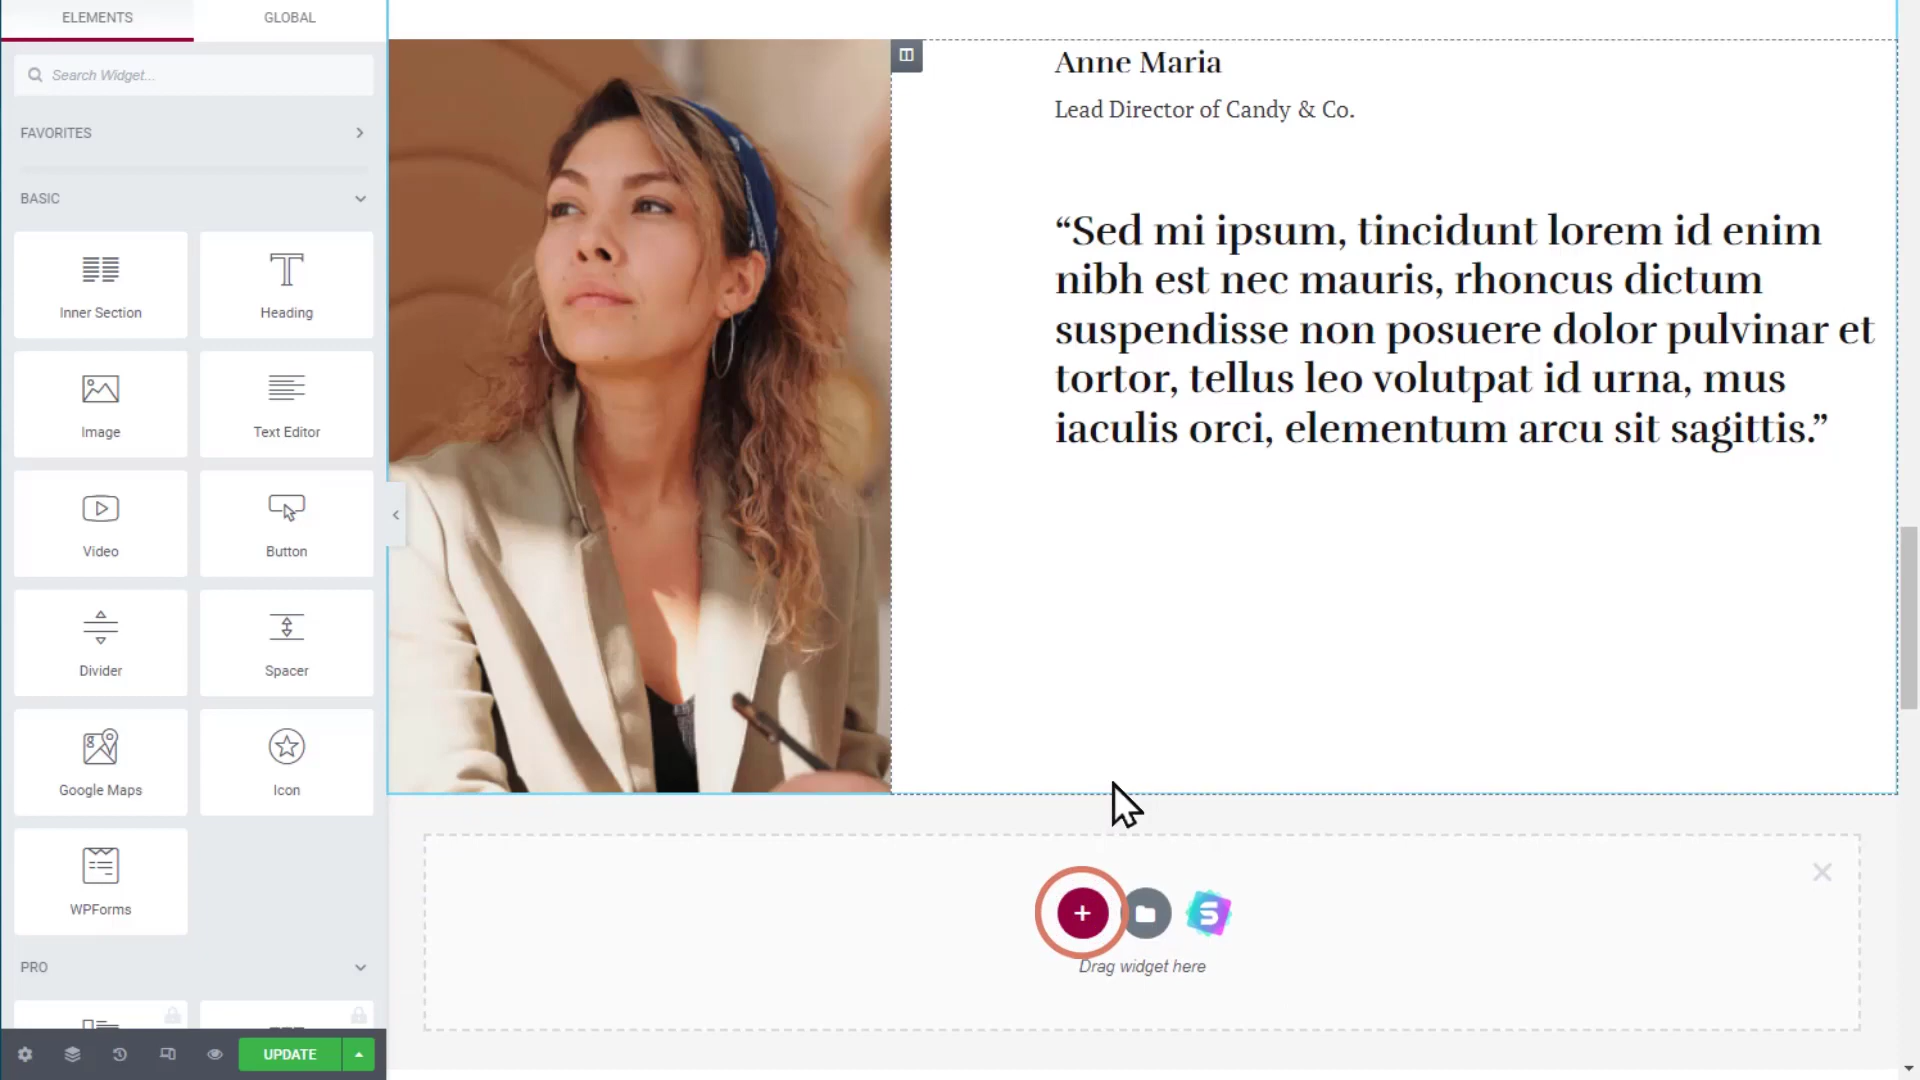 ELEMENTS
GLOBAL
Search Widget...
FAVORITES
BASIC
Inner Section
Heading
Image
Text Editor
Video
Button
Divider
Spacer
Google Maps
Icon
WPForms
PRO
UPDATE
Anne Maria
Lead Director of Candy & Co.
“Sed mi ipsum, tincidunt lorem id enim
nibh est nec mauris, rhoncus dictum
suspendisse non posuere dolor pulvinar et
tortor, tellus leo volutpat id urna, mus
iaculis orci, elementum arcu sit sagittis.”
Drag widget here